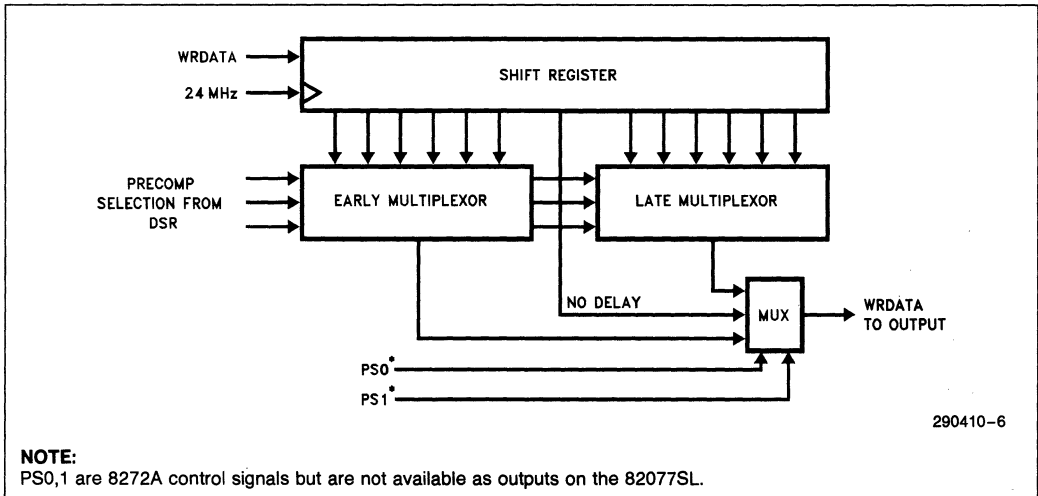 WRDATA
24 MHz
SHIFT REGISTER
PRECOMP
SELECTION FROM
DSR
EARLY MULTIPLEXOR
LATE MULTIPLEXOR
NO DELAY
MUX
WRDATA
TO OUTPUT
PS0*
PS1*
290410–6
NOTE:
PS0,1 are 8272A control signals but are not available as outputs on the 82077SL.